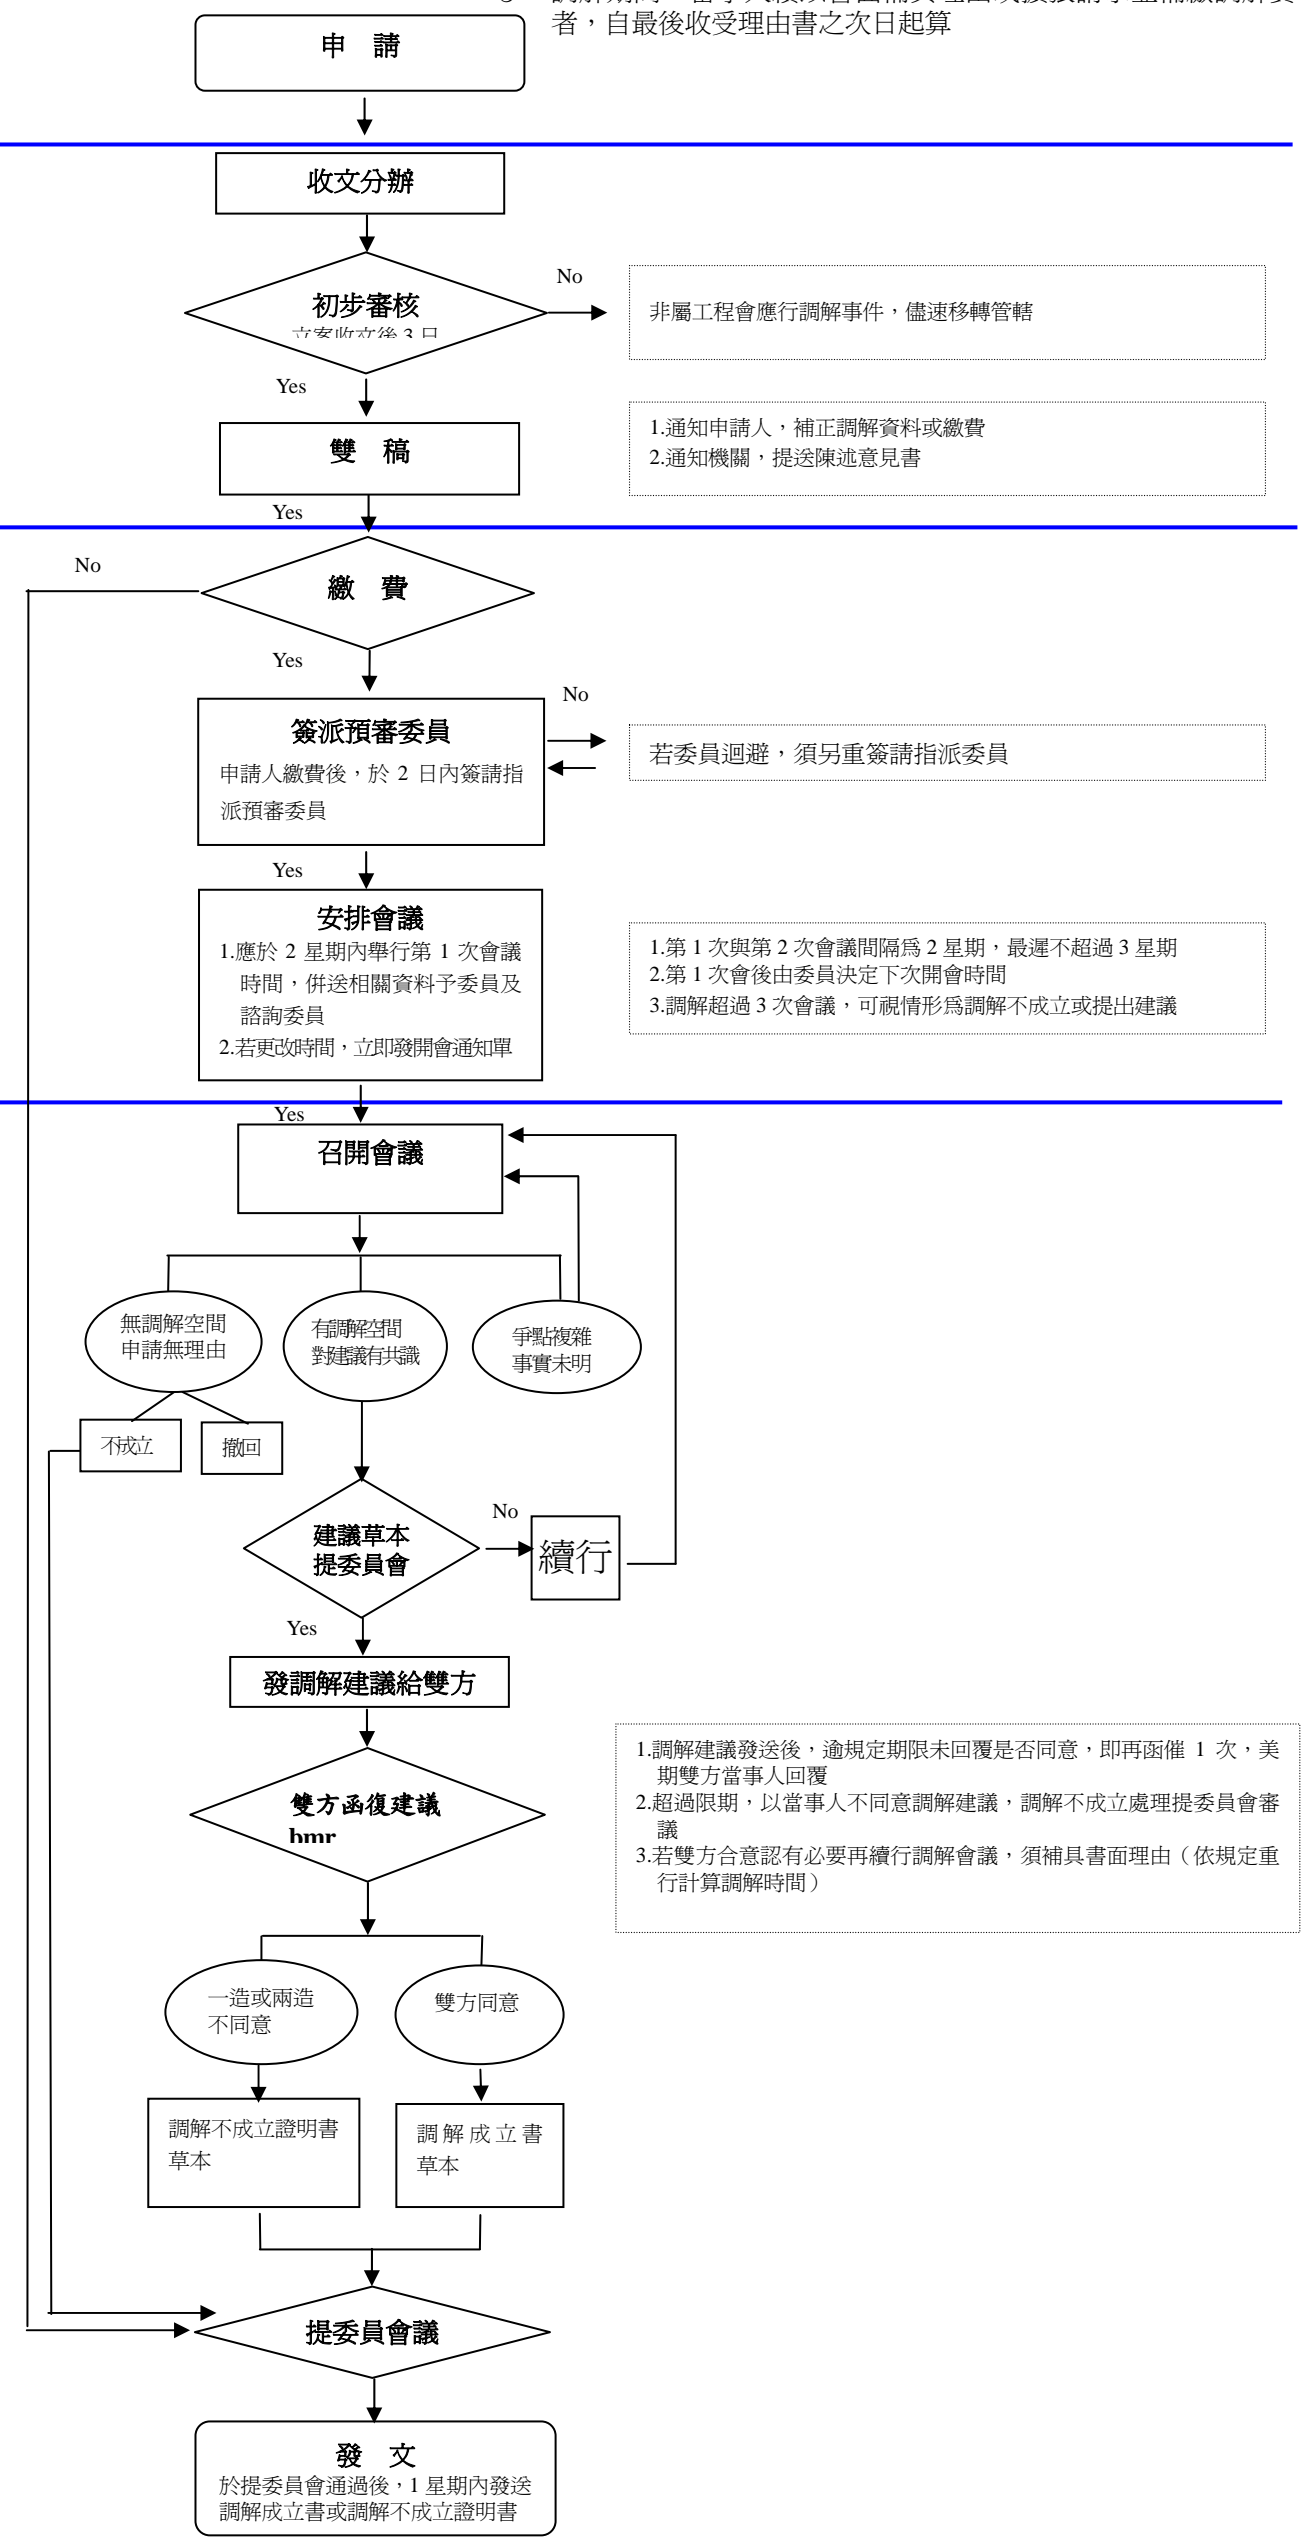 者，自最後收受理由書之次日起算
申 請
收文分辦
初步審核
立案收文後 3 日
No
非屬工程會應行調解事件，儘速移轉管轄
Yes
雙 稿
1.通知申請人，補正調解資料或繳費
2.通知機關，提送陳述意見書
Yes
No
繳 費
Yes
No
簽派預審委員
申請人繳費後，於 2 日內簽請指
派預審委員
若委員迴避，須另重簽請指派委員
Yes
安排會議
1.應於 2 星期內舉行第 1 次會議
時間，併送相關資料予委員及
諮詢委員
2.若更改時間，立即發開會通知單
1.第 1 次與第 2 次會議間隔為 2 星期，最遲不超過 3 星期
2.第 1 次會後由委員決定下次開會時間
3.調解超過 3 次會議，可視情形為調解不成立或提出建議
Yes
召開會議
無調解空間
申請無理由
有調解空間
對建議有共識
爭點複雜
事實未明
不成立
撤回
建議草本
提委員會
No
續行
Yes
發調解建議給雙方
雙方函復建議
bmr
1.調解建議發送後，逾規定期限未回覆是否同意，即再函催 1 次，美
期雙方當事人回覆
2.超過限期，以當事人不同意調解建議，調解不成立處理提委員會審
議
3.若雙方合意認有必要再續行調解會議，須補具書面理由（依規定重
行計算調解時間）
一造或兩造
不同意
雙方同意
調解不成立證明書
草本
調解成立書
草本
提委員會議
發 文
於提委員會通過後，1 星期內發送
調解成立書或調解不成立證明書